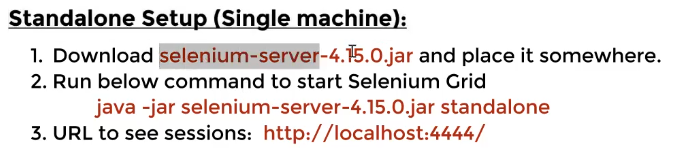 Standalone Setup (Single machine):
1. Download selenium-server-4.15.0.jar and place it somewhere.
2. Run below command to start Selenium Grid
java -jar selenium-server-4.15.0.jar standalone
3. URL to see sessions: http://localhost:4444/